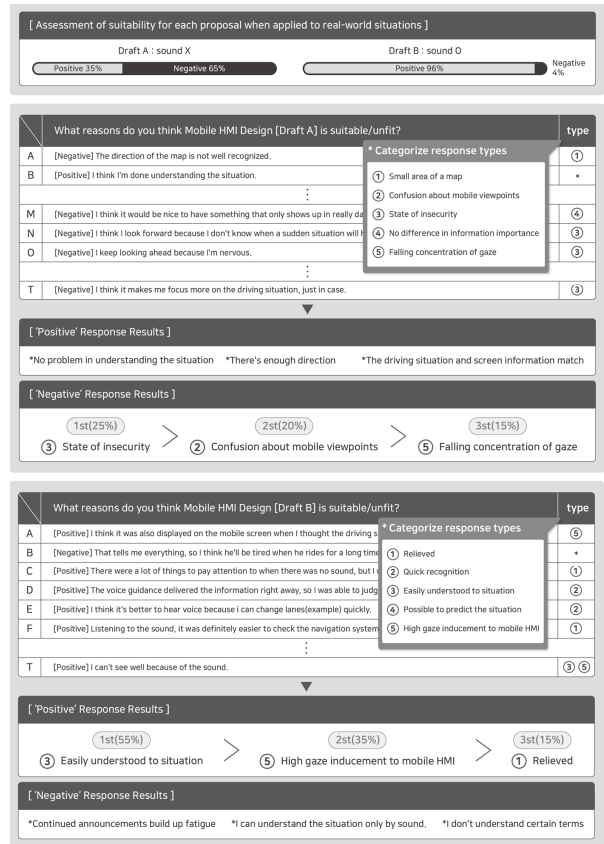 [ Assessment of suitability for each proposal when applied to real-world situations ]
Draft A : sound X
Draft B : sound O
Positive 35%
Negative 65%
Positive 96%
Negative
4%
What reasons do you think Mobile HMI Design [Draft A] is suitable/unfit?
type
A [Negative] The direction of the map is not well recognized. ①
B [Positive] I think I'm done understanding the situation. *
⋮
M [Negative] I think it would be nice to have something that only shows up in really da ④
N [Negative] I think I look forward because I don't know when a sudden situation will h ③
O [Negative] I keep looking ahead because I'm nervous. ③
⋮
T [Negative] I think it makes me focus more on the driving situation, just in case. ③
* Categorize response types
① Small area of a map
② Confusion about mobile viewpoints
③ State of insecurity
④ No difference in information importance
⑤ Falling concentration of gaze
[ 'Positive' Response Results ]
*No problem in understanding the situation *There's enough direction *The driving situation and screen information match
[ 'Negative' Response Results ]
1st(25%) 2st(20%) 3st(15%)
③ State of insecurity > ② Confusion about mobile viewpoints > ⑤ Falling concentration of gaze
What reasons do you think Mobile HMI Design [Draft B] is suitable/unfit?
type
A [Positive] I think it was also displayed on the mobile screen when I thought the driving s ⑤
B [Negative] That tells me everything, so I think he'll be tired when he rides for a long time *
C [Positive] There were a lot of things to pay attention to when there was no sound, but I w ①
D [Positive] The voice guidance delivered the information right away, so I was able to judg ②
E [Positive] I think it's better to hear voice because i can change lanes(example) quickly. ②
F [Positive] Listening to the sound, it was definitely easier to check the navigation system ①
⋮
T [Positive] I can't see well because of the sound. ③ ⑤
* Categorize response types
① Relieved
② Quick recognition
③ Easily understood to situation
④ Possible to predict the situation
⑤ High gaze inducement to mobile HMI
[ 'Positive' Response Results ]
1st(55%) 2st(35%) 3st(15%)
③ Easily understood to situation > ⑤ High gaze inducement to mobile HMI > ① Relieved
[ 'Negative' Response Results ]
*Continued announcements build up fatigue *I can understand the situation only by sound. *I don't understand certain terms